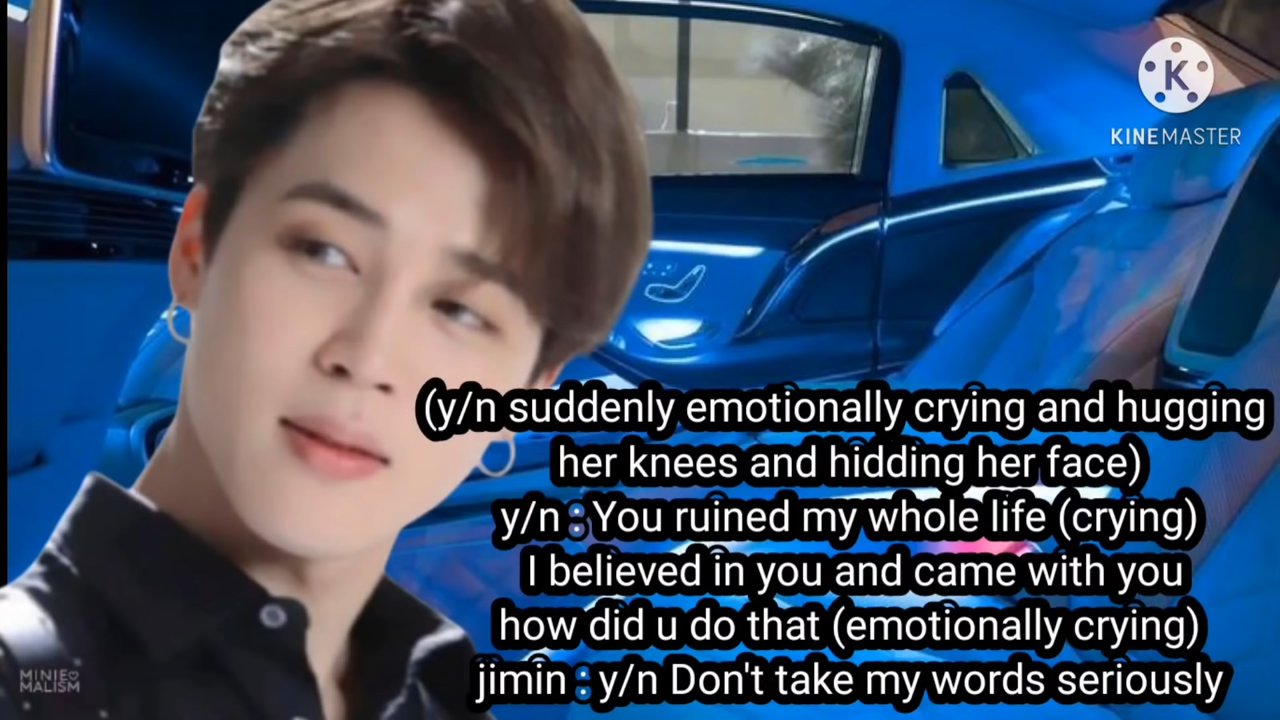 KINEMASTER
(y/n suddenly emotionally crying and hugging
her knees and hidding her face)
y/n : You ruined my whole life (crying)
I believed in you and came with you
how did u do that (emotionally crying)
jimin : y/n Don't take my words seriously
MINIE♡
MALISM